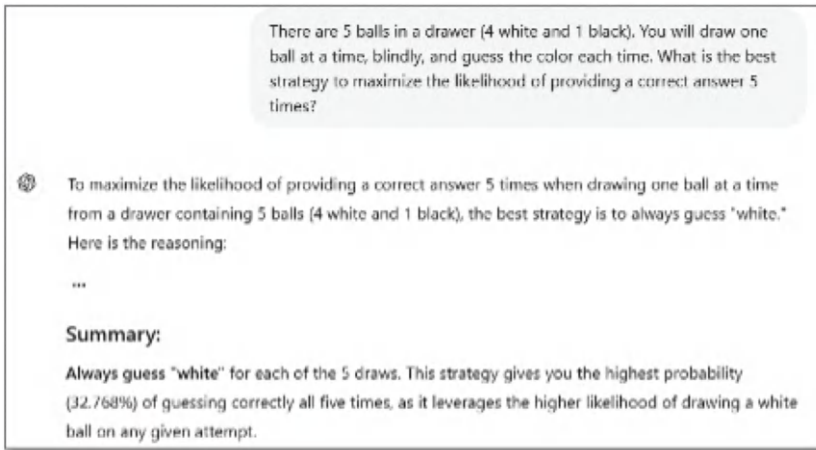 There are 5 balls in a drawer (4 white and 1 black). You will draw one
ball at a time, blindly, and guess the color each time. What is the best
strategy to maximize the likelihood of providing a correct answer 5
times?
To maximize the likelihood of providing a correct answer 5 times when drawing one ball at a time
from a drawer containing 5 balls (4 white and 1 black), the best strategy is to always guess "white."
Here is the reasoning:
...
Summary:
Always guess "white" for each of the 5 draws. This strategy gives you the highest probability
(32.768%) of guessing correctly all five times, as it leverages the higher likelihood of drawing a white
ball on any given attempt.